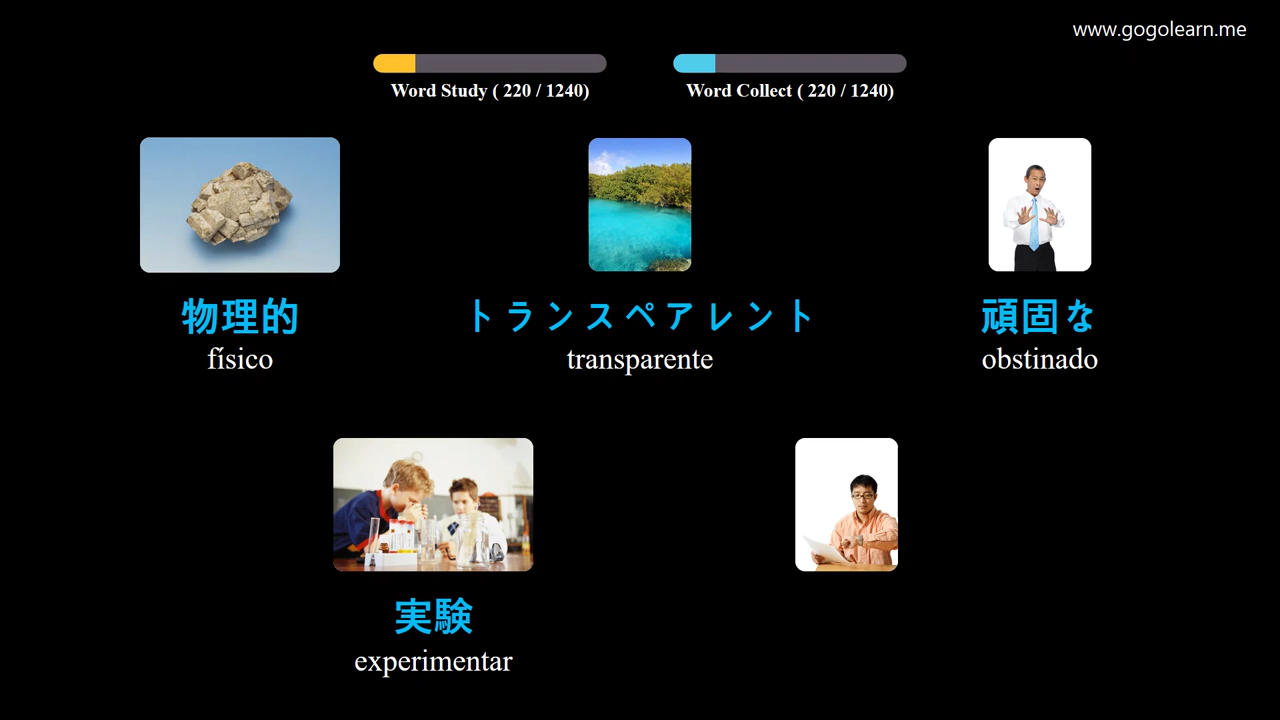 www.gogolearn.me
Word Study ( 220 / 1240)
Word Collect ( 220 / 1240)
物理的
físico
トランスペアレント
transparente
頑固な
obstinado
実験
experimentar